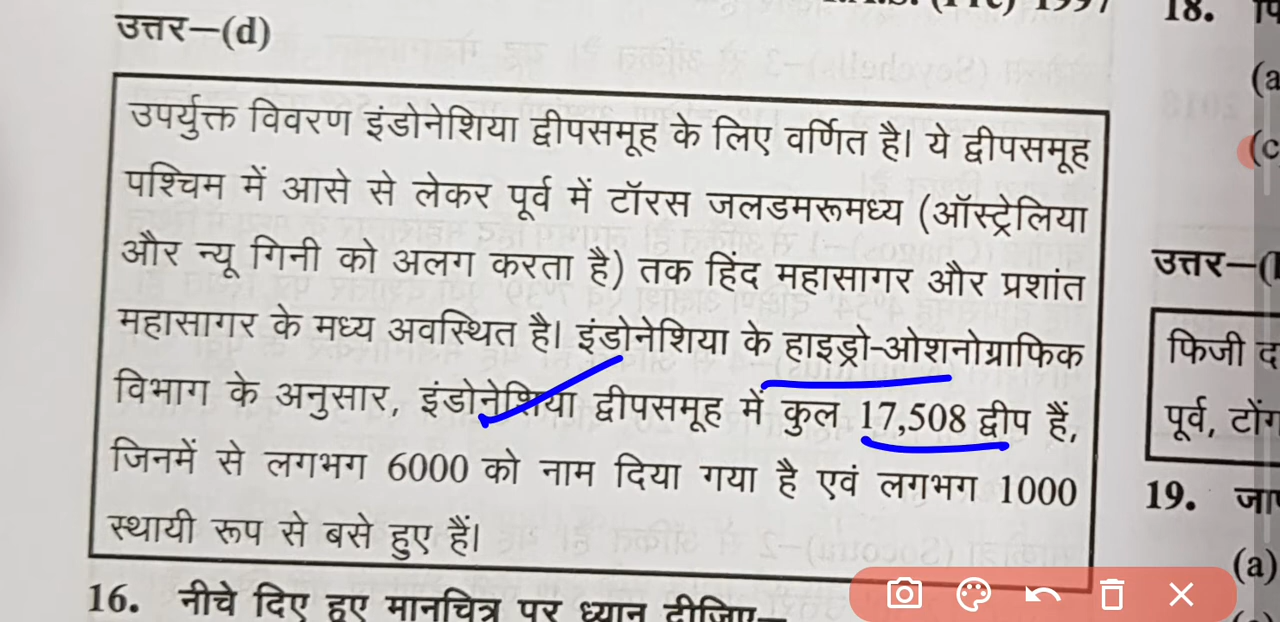 1997
18.
उत्तर–(d)
(a
उपर्युक्त विवरण इंडोनेशिया द्वीपसमूह के लिए वर्णित है। ये द्वीपसमूह
(c
पश्चिम में आसे से लेकर पूर्व में टॉरस जलडमरूमध्य (ऑस्ट्रेलिया
और न्यू गिनी को अलग करता है) तक हिंद महासागर और प्रशांत
उत्तर–(
महासागर के मध्य अवस्थित है। इंडोनेशिया के हाइड्रो-ओशनोग्राफिक
फिजी द
विभाग के अनुसार, इंडोनेशिया द्वीपसमूह में कुल 17,508 द्वीप हैं,
पूर्व, टोंग
जिनमें से लगभग 6000 को नाम दिया गया है एवं लगभग 1000
19. जा
स्थायी रूप से बसे हुए हैं।
(a)
16. नीचे दिए हुए मानचित्र पर ध्यान दीजिए–